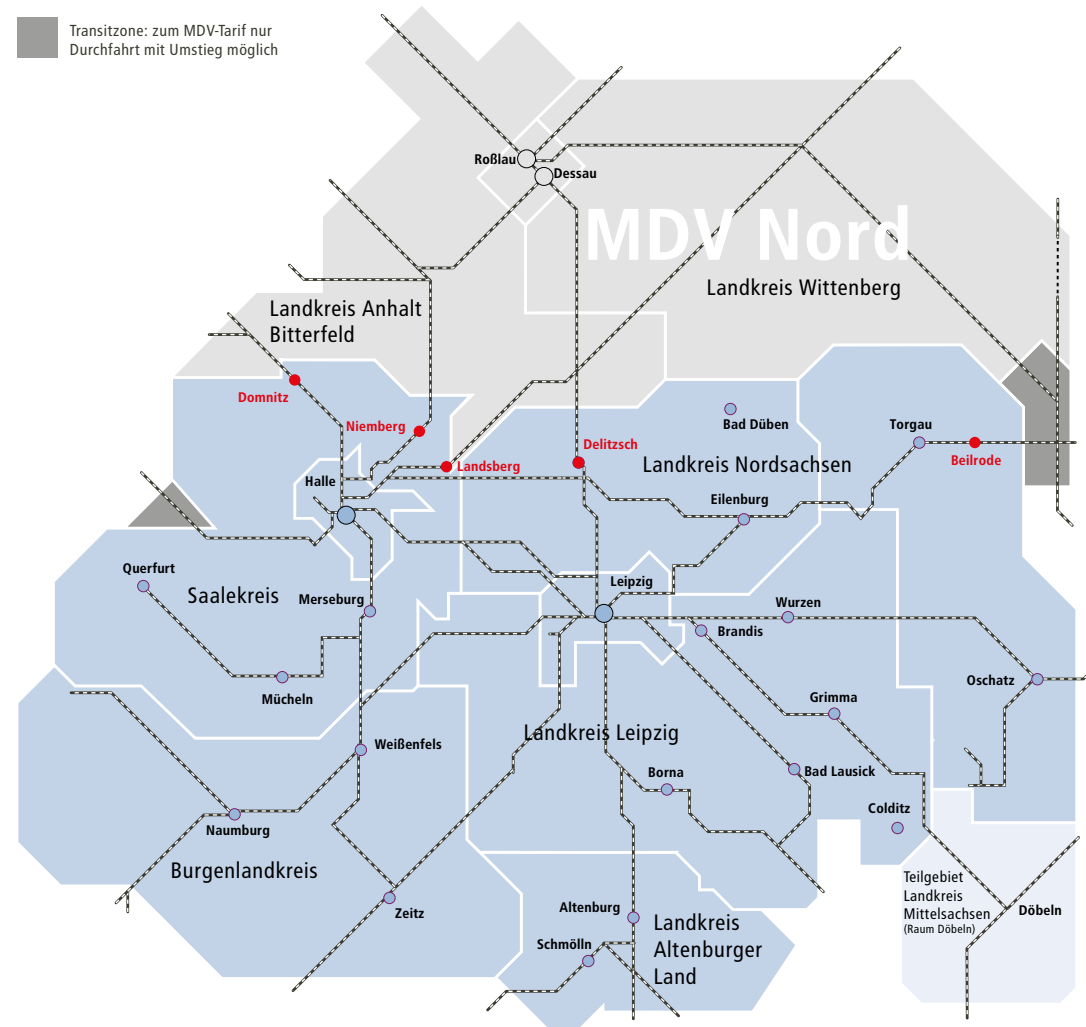 Transitzone: zum MDV-Tarif nur
Durchfahrt mit Umstieg möglich
Roßlau
Dessau
MDV Nord
Landkreis Wittenberg
Landkreis Anhalt
Bitterfeld
Domnitz
Niemberg
Landsberg
Delitzsch
Bad Düben
Torgau
Beilrode
Landkreis Nordsachsen
Halle
Eilenburg
Querfurt
Saalekreis
Merseburg
Leipzig
Wurzen
Brandis
Mücheln
Oschatz
Grimma
Landkreis Leipzig
Weißenfels
Borna
Bad Lausick
Colditz
Naumburg
Burgenlandkreis
Zeitz
Altenburg
Schmölln
Landkreis
Altenburger
Land
Teilgebiet
Landkreis
Mittelsachsen
(Raum Döbeln)
Döbeln